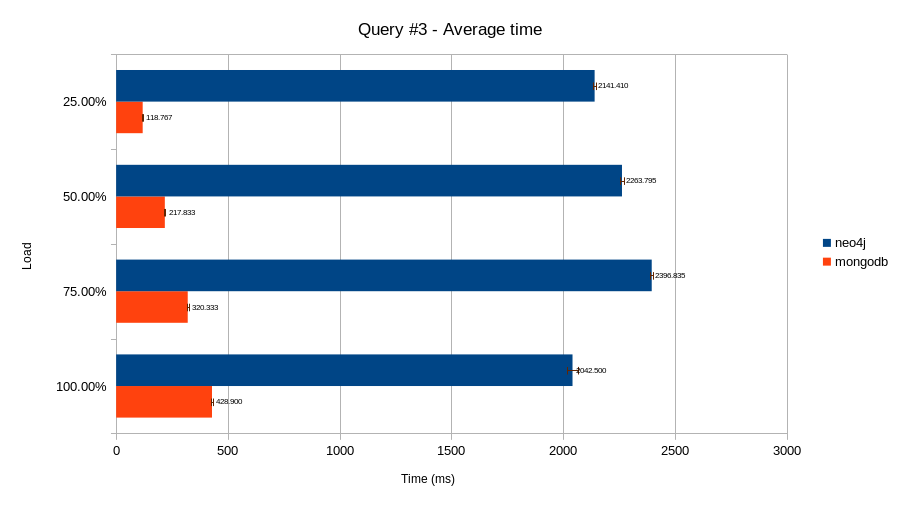 Query #3 - Average time
25.00%
2141.410
118.767
50.00%
2263.795
217.833
Load
neo4j
mongodb
75.00%
2396.835
320.333
100.00%
2042.500
428.900
0 500 1000 1500 2000 2500 3000
Time (ms)